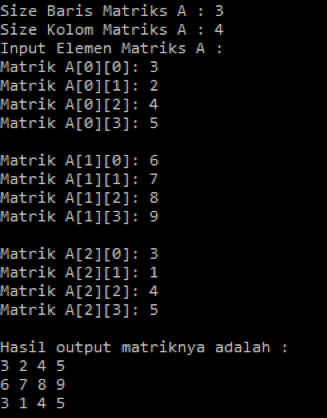 Size Baris Matriks A : 3
Size Kolom Matriks A : 4
Input Elemen Matriks A :
Matrik A[0][0]: 3
Matrik A[0][1]: 2
Matrik A[0][2]: 4
Matrik A[0][3]: 5
Matrik A[1][0]: 6
Matrik A[1][1]: 7
Matrik A[1][2]: 8
Matrik A[1][3]: 9
Matrik A[2][0]: 3
Matrik A[2][1]: 1
Matrik A[2][2]: 4
Matrik A[2][3]: 5
Hasil output matriknya adalah :
3 2 4 5
6 7 8 9
3 1 4 5